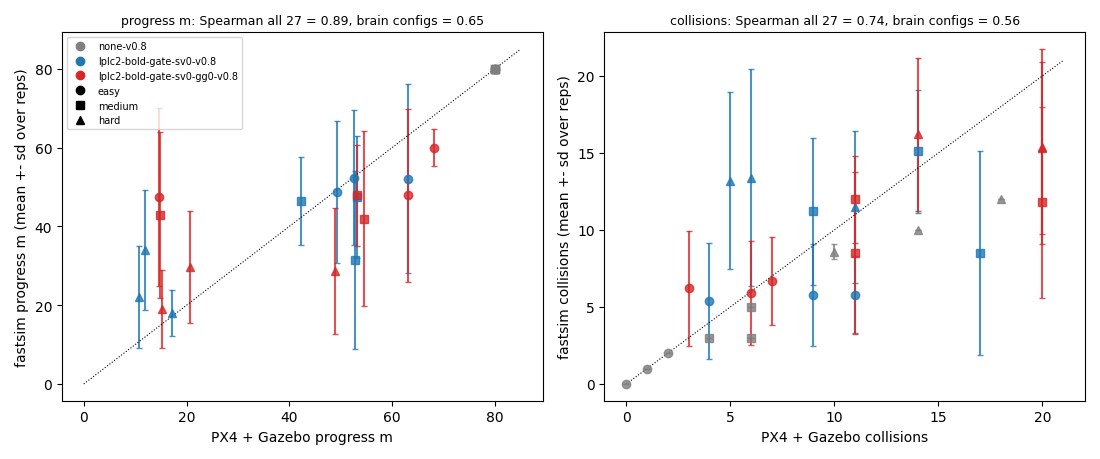 progress m: Spearman all 27 = 0.89, brain configs = 0.65
fastsim progress m (mean +- sd over reps)
80
60
40
20
0
none-v0.8
lplc2-bold-gate-sv0-v0.8
lplc2-bold-gate-sv0-gg0-v0.8
easy
medium
hard
0
20
40
60
80
PX4 + Gazebo progress m
collisions: Spearman all 27 = 0.74, brain configs = 0.56
fastsim collisions (mean +- sd over reps)
20
15
10
5
0
0
5
10
15
20
PX4 + Gazebo collisions